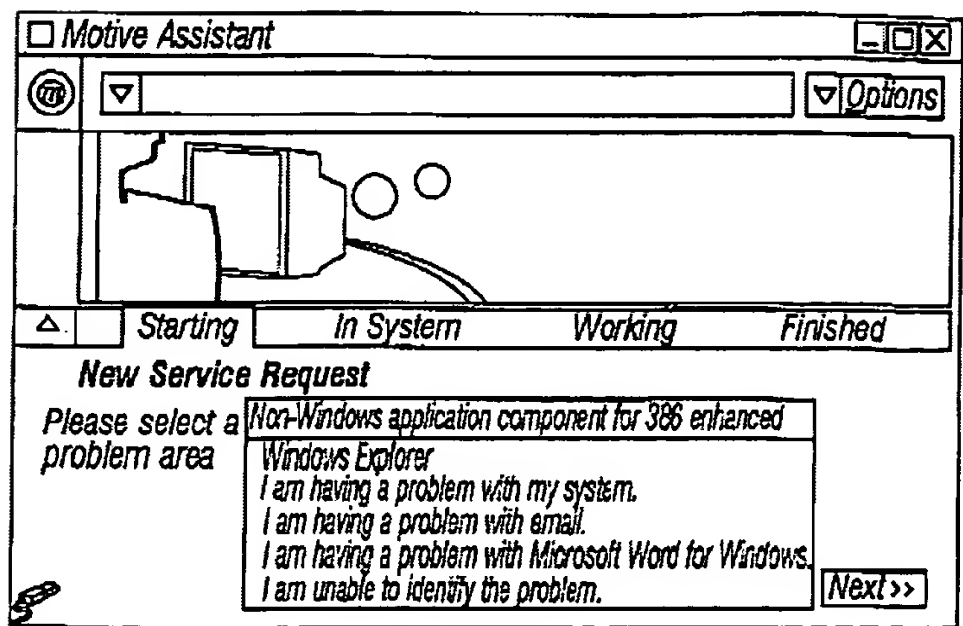 Motive Assistant
m
Options
Starting In System Working Finished
New Service Request
Please select a
problem area
Non-Windows application component for 386 enhanced
Windows Explorer
I am having a problem with my system.
I am having a problem with email.
I am having a problem with Microsoft Word for Windows.
I am unable to identify the problem.
Next >>